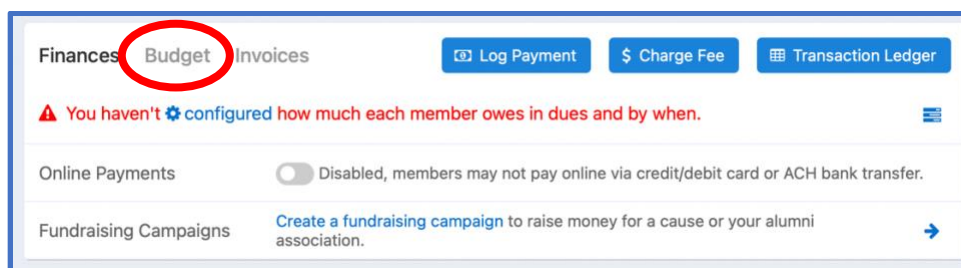 Finances Budget Invoices Log Payment $ Charge Fee Transaction Ledger
You haven't configured how much each member owes in dues and by when.
Online Payments Disabled, members may not pay online via credit/debit card or ACH bank transfer.
Fundraising Campaigns Create a fundraising campaign to raise money for a cause or your alumni
association.